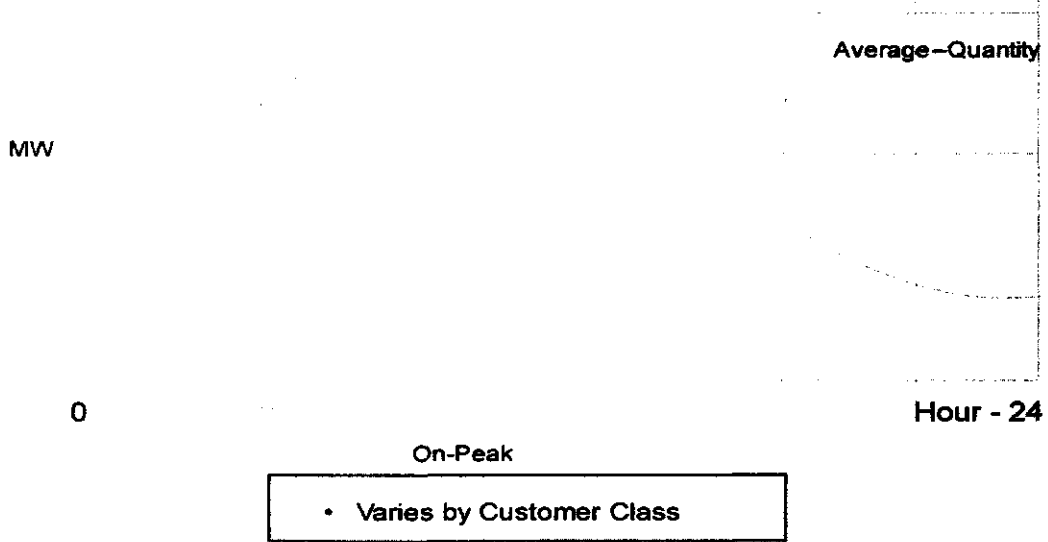 Average–Quantity
MW
0
Hour - 24
On-Peak
• Varies by Customer Class